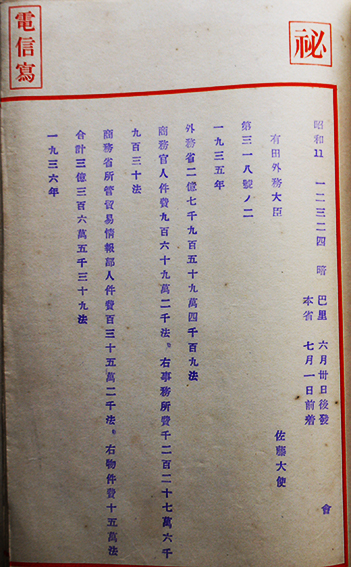 祕
電信寫
昭和11 一二三二四 暗 巴里 六月卅日後發 會
本省 七月一日前着
有田外務大臣 佐藤大使
第三一八號ノ二
一九三五年
外務省二億七千九百五十九萬四千百九法
商務官人件費九百六十九萬二千法。右事務所費千二百二十七萬六千
九百三十法
商務省所管貿易情報部人件費百三十五萬二千法。右物件費十五萬法
合計三億三百六萬五千三十九法
一九三六年